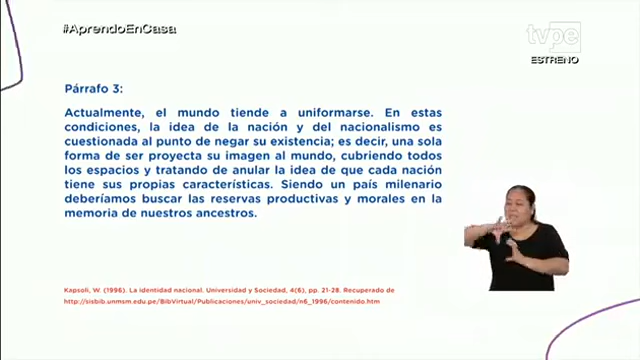 #AprendoEnCasa
tvpe
ESTRENO
Párrafo 3:
Actualmente, el mundo tiende a uniformarse. En estas
condiciones, la idea de la nación y del nacionalismo es
cuestionada al punto de negar su existencia; es decir, una sola
forma de ser proyecta su imagen al mundo, cubriendo todos
los espacios y tratando de anular la idea de que cada nación
tiene sus propias características. Siendo un país milenario
deberíamos buscar las reservas productivas y morales en la
memoria de nuestros ancestros.
Kapsoli, W. (1996). La identidad nacional. Universidad y Sociedad, 4(6), pp. 21-28. Recuperado de
http://sisbib.unmsm.edu.pe/BibVirtual/Publicaciones/univ_sociedad/n6_1996/contenido.htm